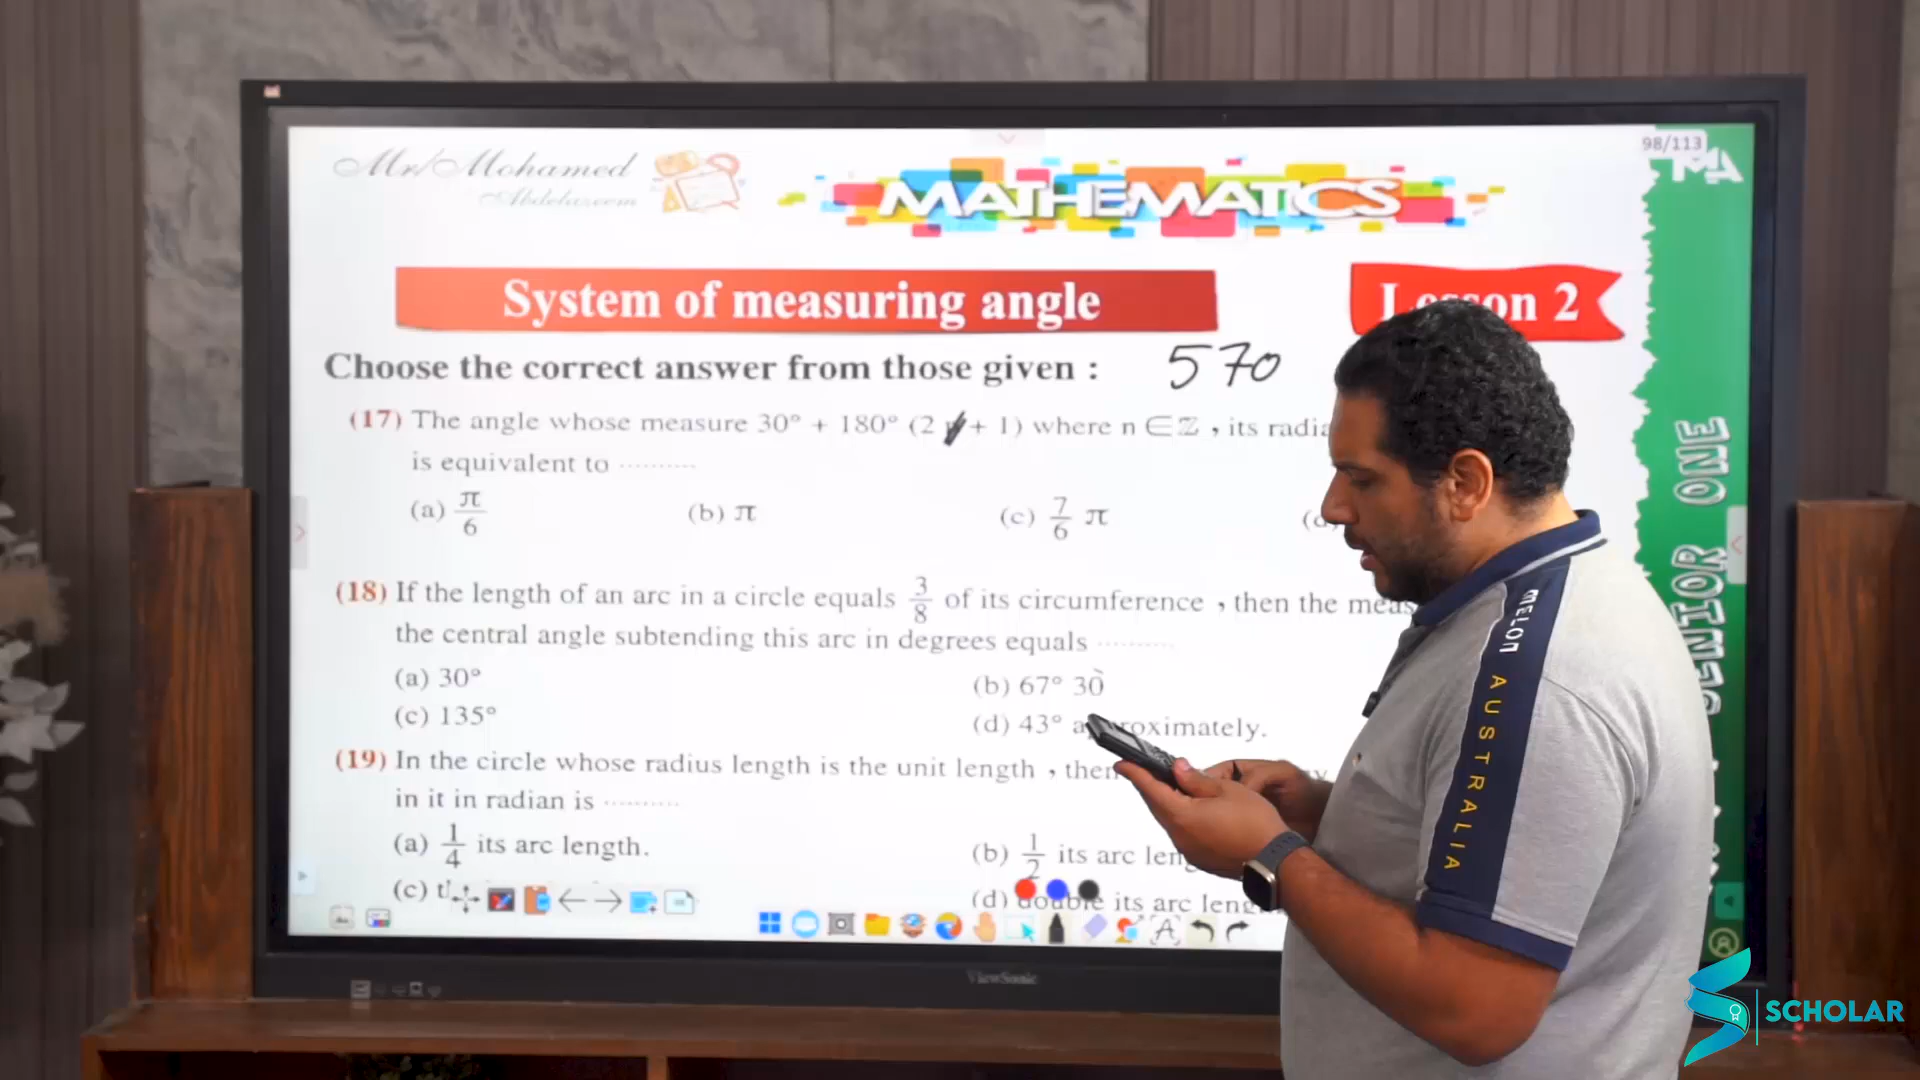 98/113
Mr/Mohamed
Abdelazeem
MATHEMATICS
MA
System of measuring angle
Lesson 2
Choose the correct answer from those given :
570
(17) The angle whose measure 30° + 180° (2 + 1) where n ∈ ℤ , its
is equivalent to ..........
(a) π/6
(b) π
(c) 7/6 π
(18) If the length of an arc in a circle equals 3/8 of its circumference , then the
the central angle subtending this arc in degrees equals ..........
(a) 30°
(b) 67° 30̀
(c) 135°
(d) 43° approximately.
(19) In the circle whose radius length is the unit length , then
in it in radian is ..........
(a) 1/4 its arc length.
(b) 1/2 its arc
(c)
(d) double its arc
SENIOR ONE
ViewSonic
MELON AUSTRALIA
SCHOLAR